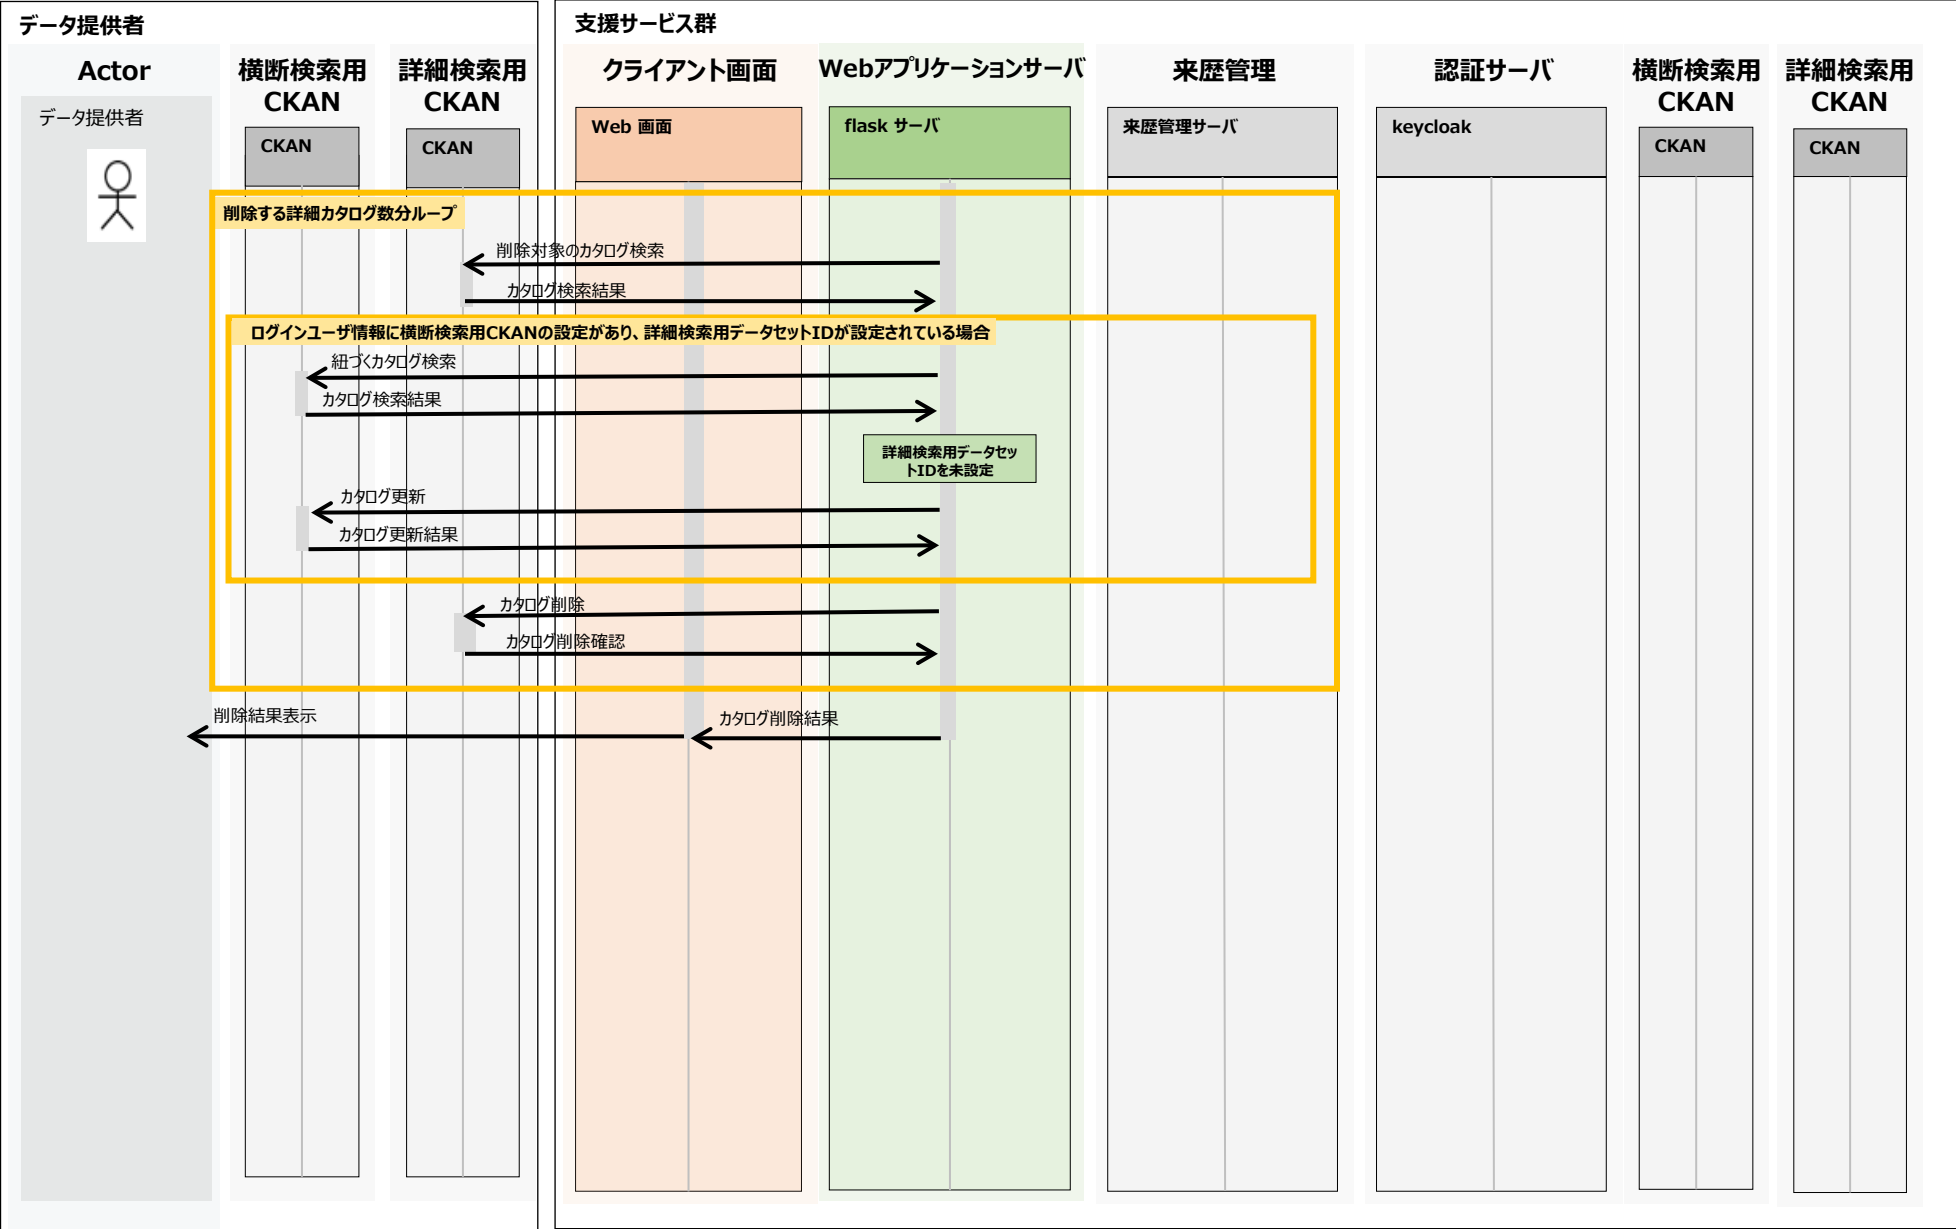 データ提供者
支援サービス群
Actor
横断検索用
CKAN
詳細検索用
CKAN
クライアント画面
Webアプリケーションサーバ
来歴管理
認証サーバ
横断検索用
CKAN
詳細検索用
CKAN
データ提供者
CKAN
CKAN
Web 画面
flask サーバ
来歴管理サーバ
keycloak
CKAN
CKAN
削除する詳細カタログ数分ループ
削除対象のカタログ検索
カタログ検索結果
ログインユーザ情報に横断検索用CKANの設定があり、詳細検索用データセットIDが設定されている場合
紐づくカタログ検索
カタログ検索結果
詳細検索用データセッ
トIDを未設定
カタログ更新
カタログ更新結果
カタログ削除
カタログ削除確認
削除結果表示
カタログ削除結果